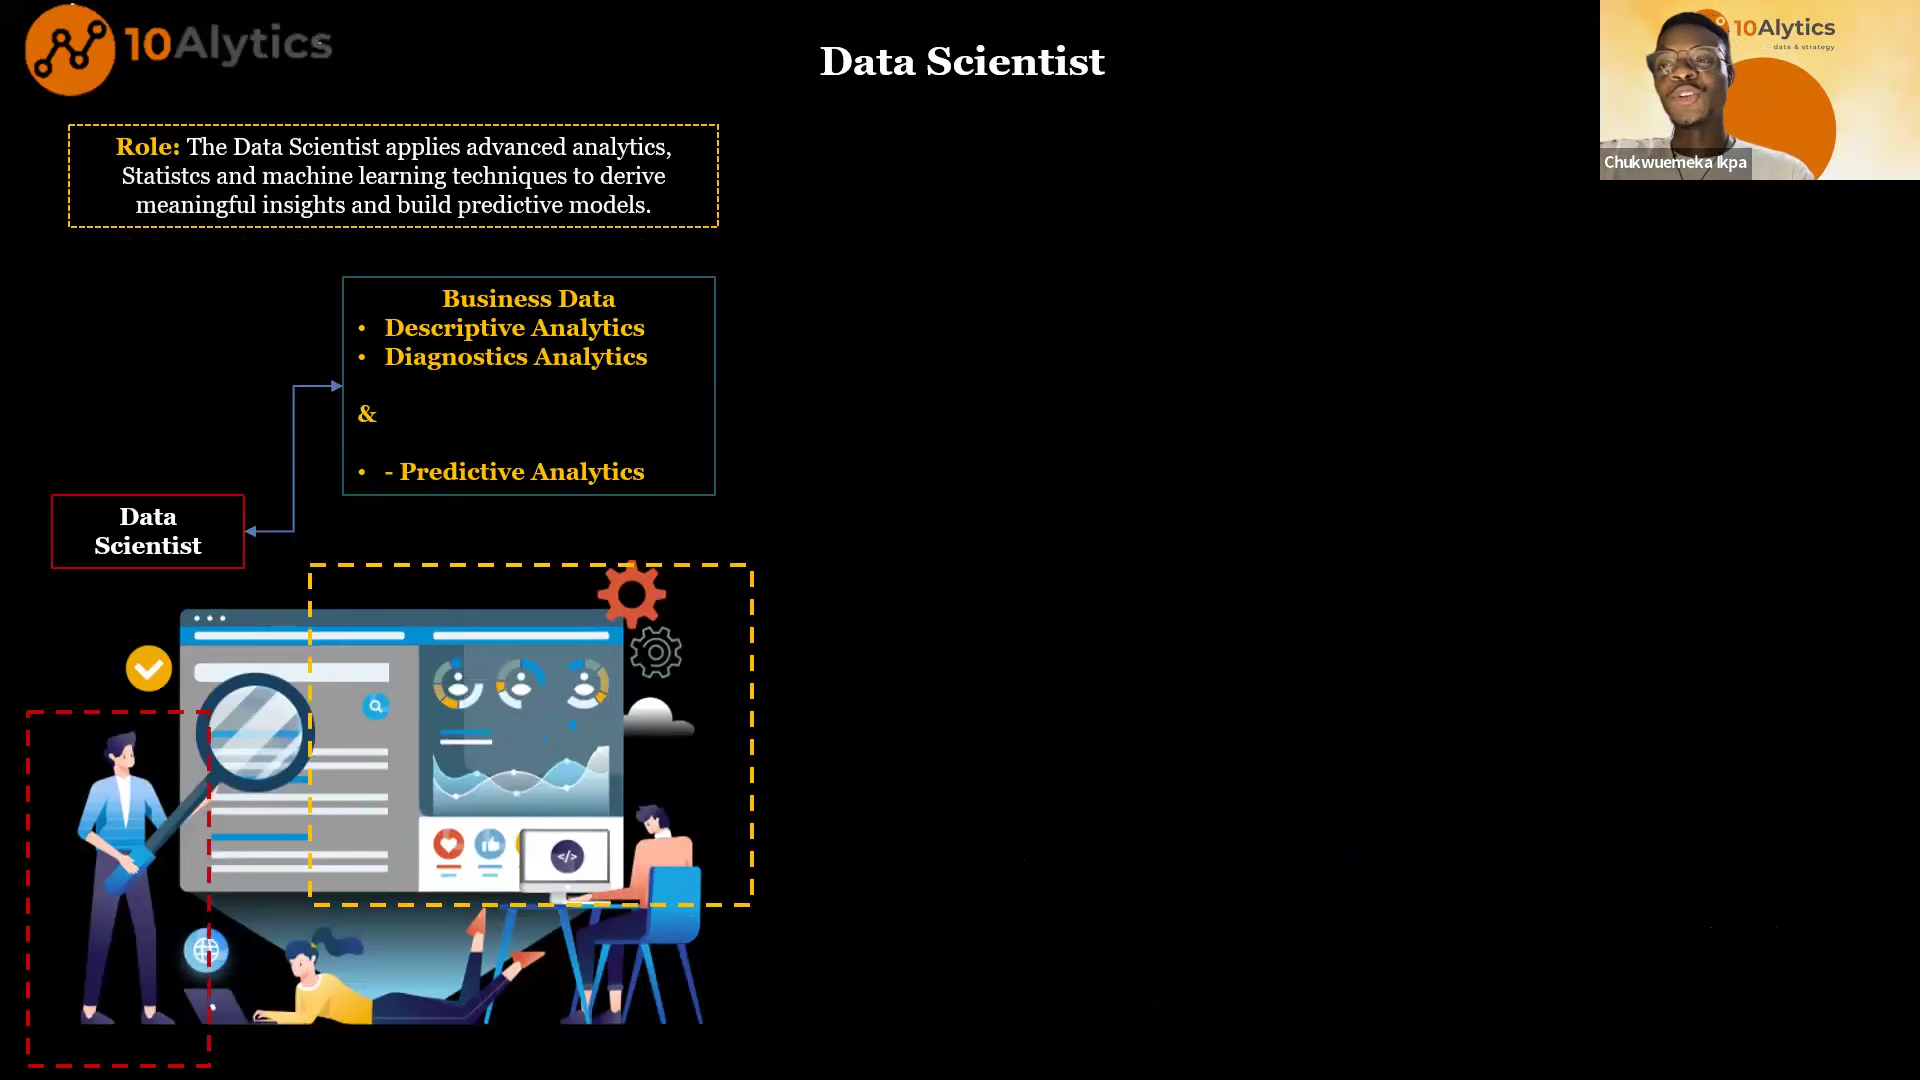 10Alytics
Data Scientist
10Alytics
data & strategy
Chukwuemeka Ikpa
Role: The Data Scientist applies advanced analytics,
Statistcs and machine learning techniques to derive
meaningful insights and build predictive models.
Business Data
• Descriptive Analytics
• Diagnostics Analytics
&
• - Predictive Analytics
Data
Scientist
</>